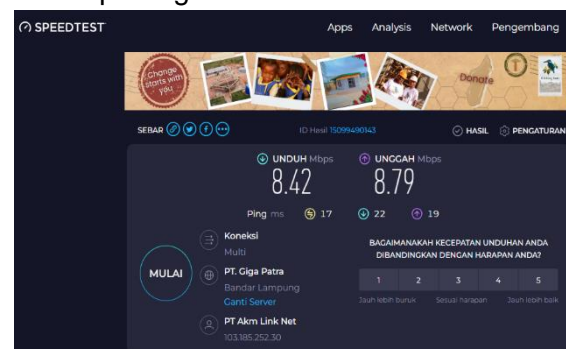 SPEEDTEST
Apps Analysis Network Pengembang
Change starts with you
Donate
SEBAR
ID Hasil 15099490143
HASIL PENGATURAN
UNDUH Mbps
8.42
UNGGAH Mbps
8.79
Ping ms 17 22 19
Koneksi
Multi
MULAI
PT. Giga Patra
Bandar Lampung
Ganti Server
PT Akm Link Net
103.185.252.30
BAGAIMANAKAH KECEPATAN UNDUHAN ANDA
DIBANDINGKAN DENGAN HARAPAN ANDA?
1 2 3 4 5
Jauh lebih buruk Sesuai harapan Jauh lebih baik